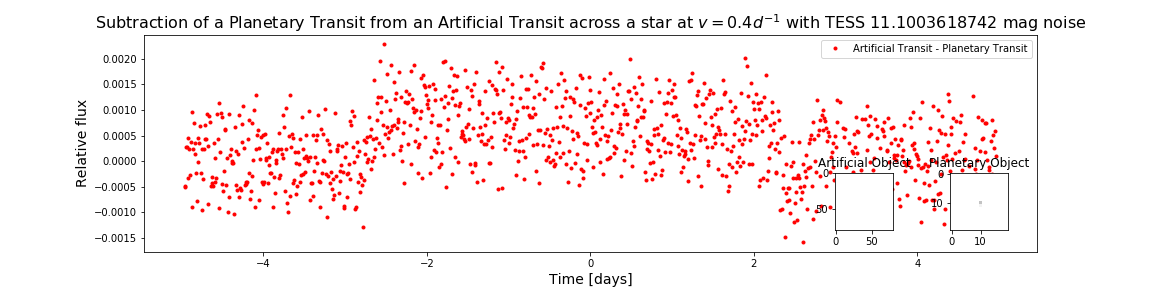 Subtraction of a Planetary Transit from an Artificial Transit across a star at v = 0.4d⁻¹ with TESS 11.1003618742 mag noise
Artificial Transit - Planetary Transit
Relative flux
0.0020
0.0015
0.0010
0.0005
0.0000
−0.0005
−0.0010
−0.0015
Artificial Object
0
50
0 50
Planetary Object
0
10
0 10
−4 −2 0 2 4
Time [days]